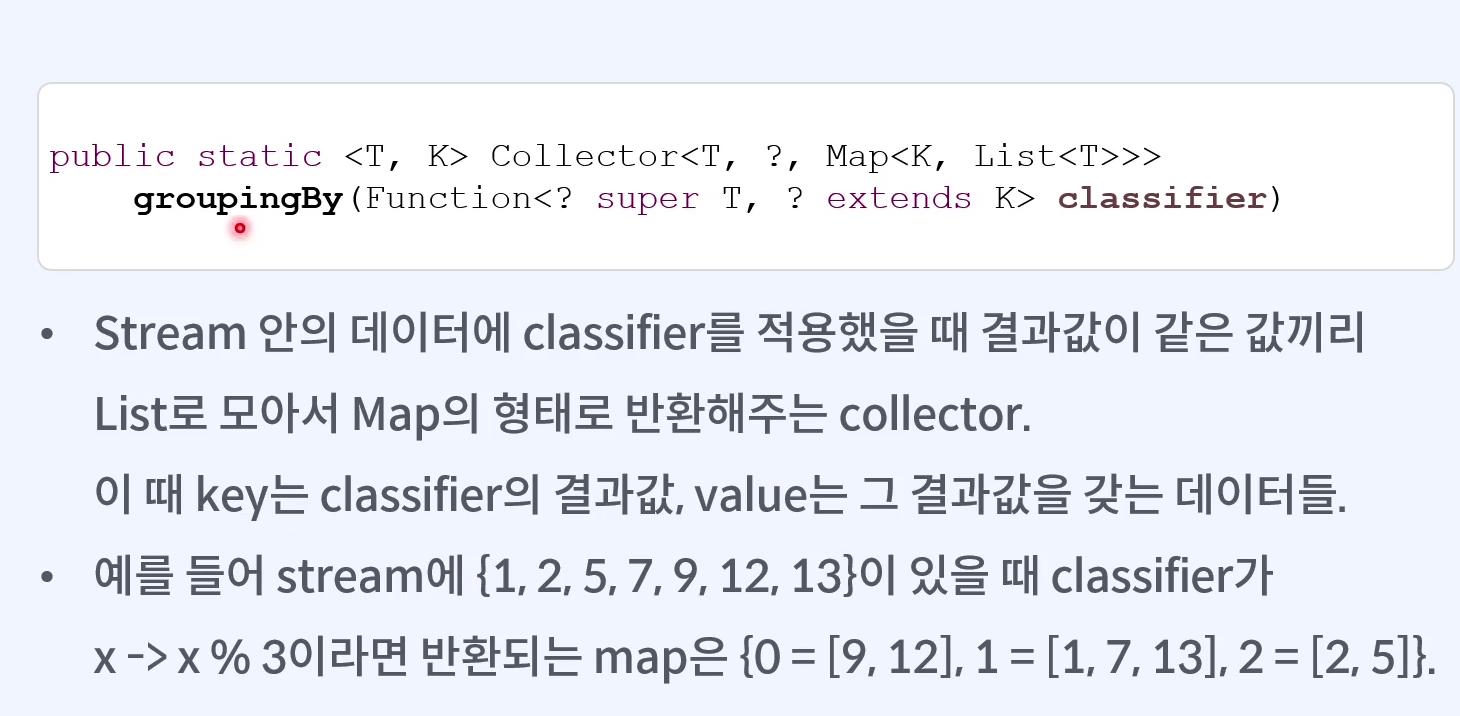 public static <T, K> Collector<T, ?, Map<K, List<T>>>
groupingBy(Function<? super T, ? extends K> classifier)
• Stream 안의 데이터에 classifier를 적용했을 때 결과값이 같은 값끼리
List로 모아서 Map의 형태로 반환해주는 collector.
이 때 key는 classifier의 결과값, value는 그 결과값을 갖는 데이터들.
• 예를 들어 stream에 {1, 2, 5, 7, 9, 12, 13}이 있을 때 classifier가
x -> x % 3이라면 반환되는 map은 {0 = [9, 12], 1 = [1, 7, 13], 2 = [2, 5]}.